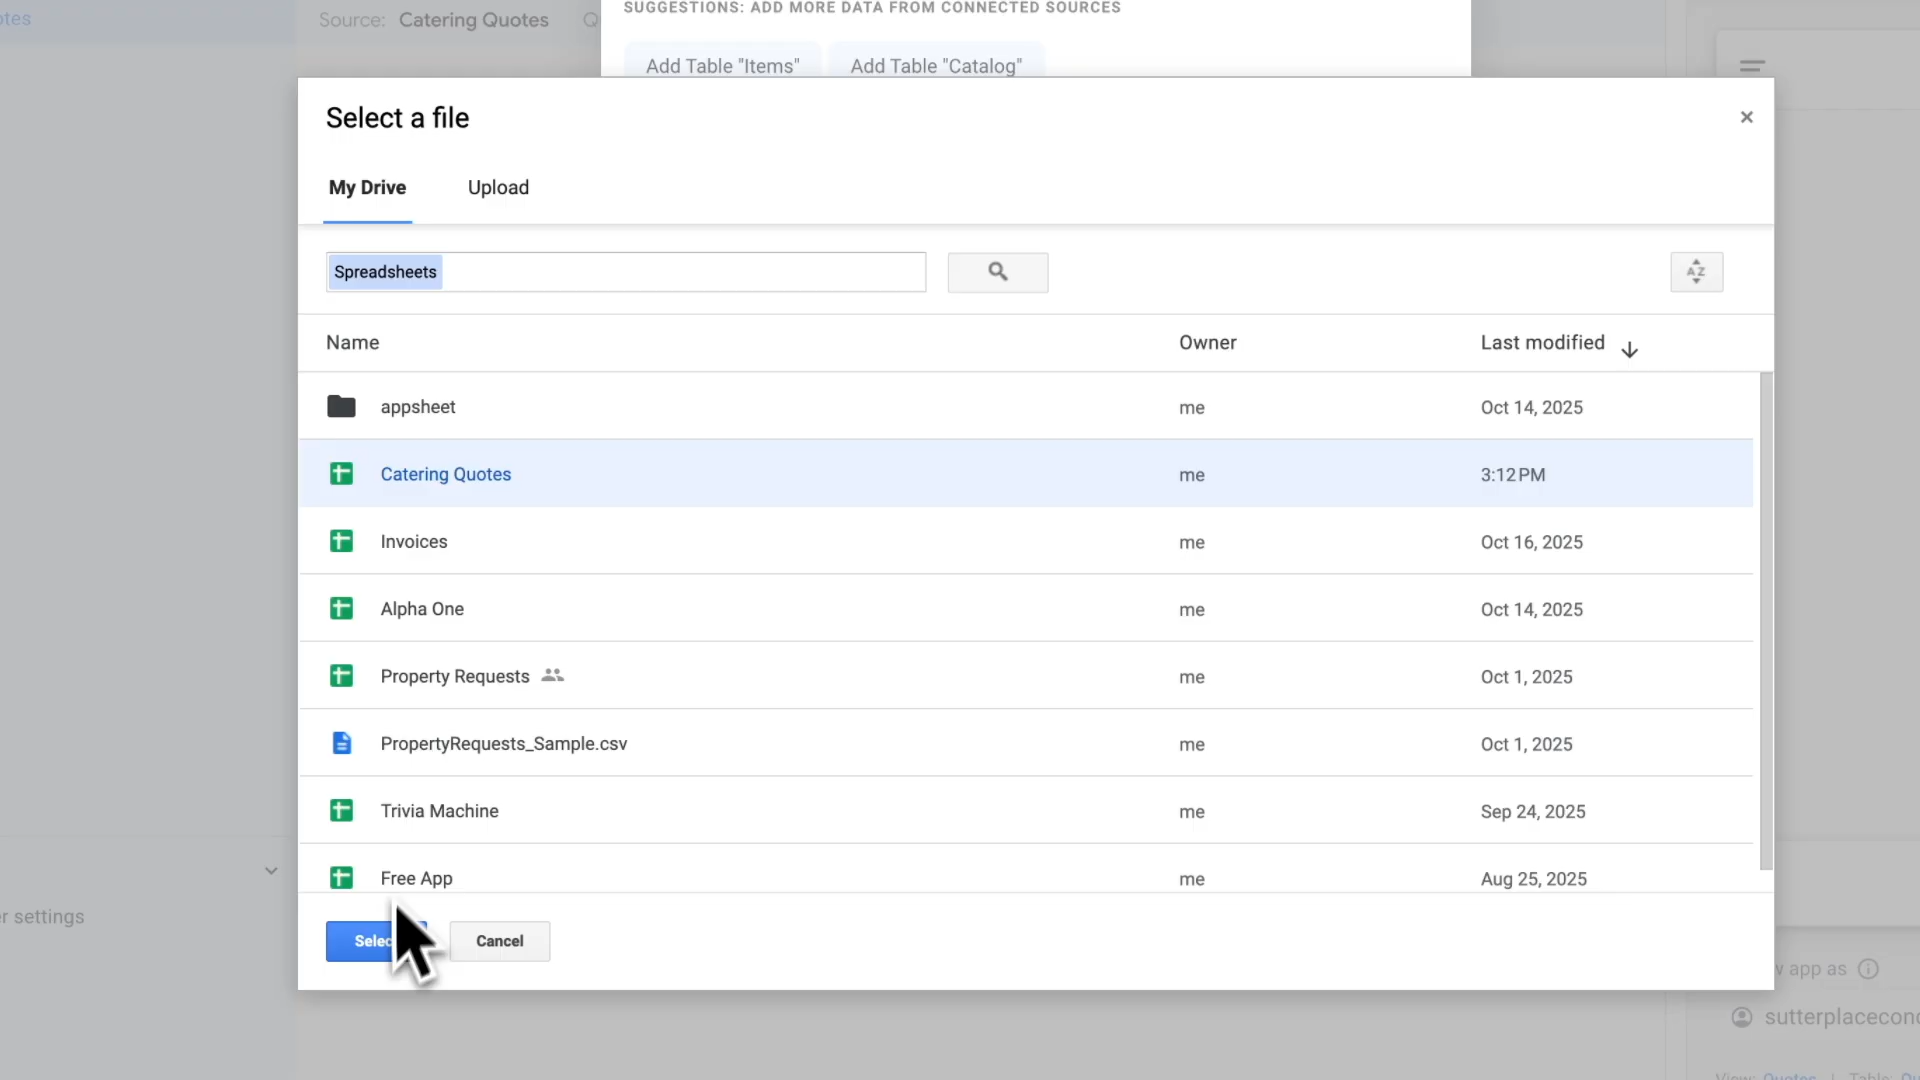 Source: Catering Quotes
SUGGESTIONS: ADD MORE DATA FROM CONNECTED SOURCES
Add Table "Items" Add Table "Catalog"
Select a file
×
My Drive Upload
Spreadsheets
AZ
Name Owner Last modified
appsheet me Oct 14, 2025
Catering Quotes me 3:12 PM
Invoices me Oct 16, 2025
Alpha One me Oct 14, 2025
Property Requests me Oct 1, 2025
PropertyRequests_Sample.csv me Oct 1, 2025
Trivia Machine me Sep 24, 2025
Free App me Aug 25, 2025
settings
Cancel
app as
View: Quotes | Table: